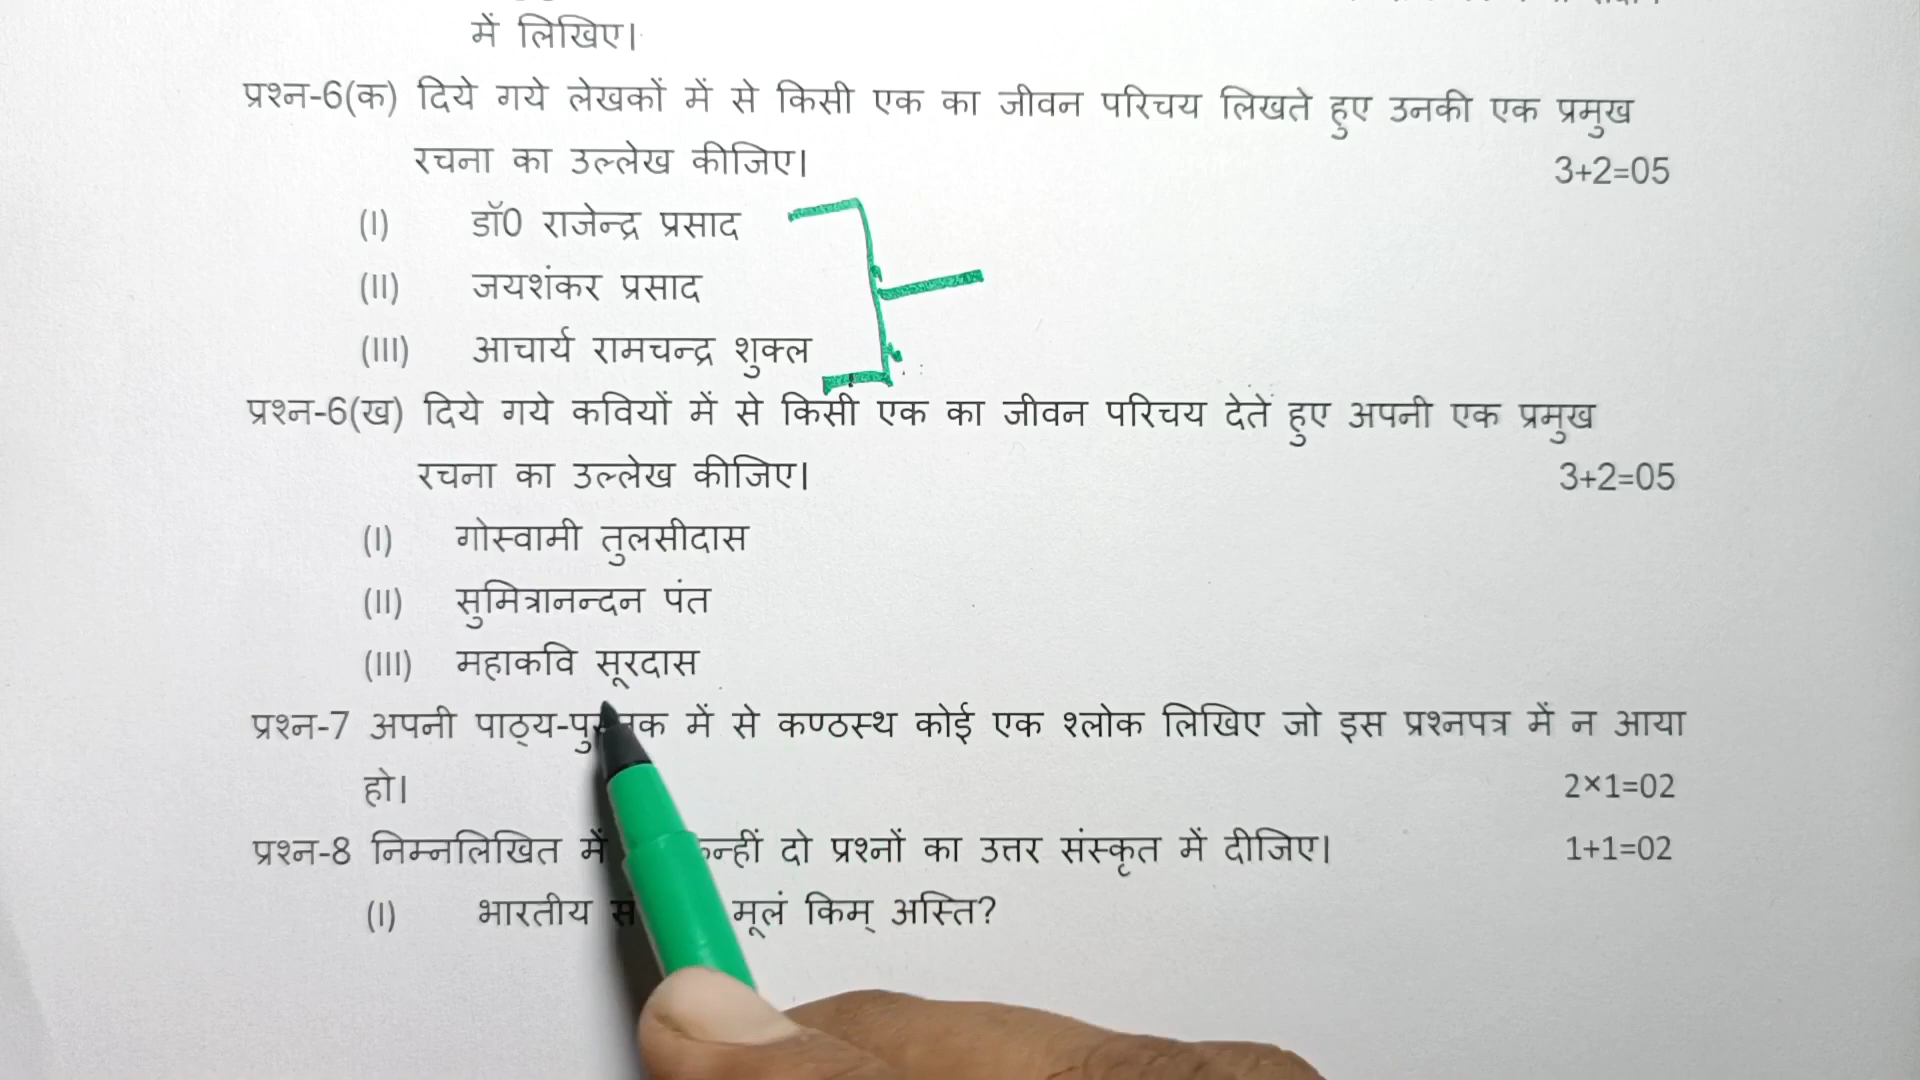 में लिखिए।
प्रश्न-6(क) दिये गये लेखकों में से किसी एक का जीवन परिचय लिखते हुए उनकी एक प्रमुख
रचना का उल्लेख कीजिए। 3+2=05
(I) डॉ0 राजेन्द्र प्रसाद
(II) जयशंकर प्रसाद
(III) आचार्य रामचन्द्र शुक्ल
प्रश्न-6(ख) दिये गये कवियों में से किसी एक का जीवन परिचय देते हुए अपनी एक प्रमुख
रचना का उल्लेख कीजिए। 3+2=05
(I) गोस्वामी तुलसीदास
(II) सुमित्रानन्दन पंत
(III) महाकवि सूरदास
प्रश्न-7 अपनी पाठ्य-पुस्तक में से कण्ठस्थ कोई एक श्लोक लिखिए जो इस प्रश्नपत्र में न आया
हो। 2×1=02
प्रश्न-8 निम्नलिखित में दो प्रश्नों का उत्तर संस्कृत में दीजिए। 1+1=02
(I) भारतीय मूलं किम् अस्ति?